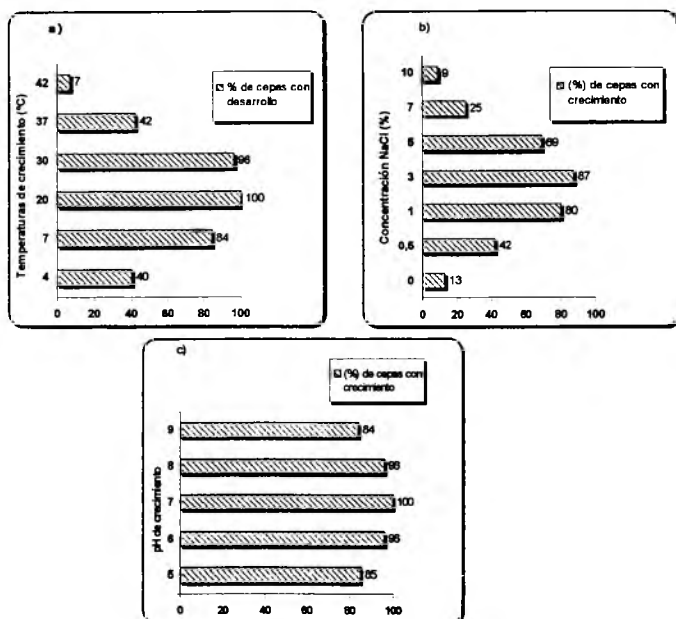 a)
% de cepas con
desarrollo
Temperaturas de crecimiento (°C)
42 7
37 42
30 96
20 100
7 84
4 40
0 20 40 60 80 100
b)
(%) de cepas con
crecimiento
Concentración NaCl (%)
10 9
7 25
5 69
3 87
1 80
0,5 42
0 13
0 20 40 60 80 100
c)
(%) de cepas con
crecimiento
pH de crecimiento
9 84
8 96
7 100
6 96
5 85
0 20 40 60 80 100